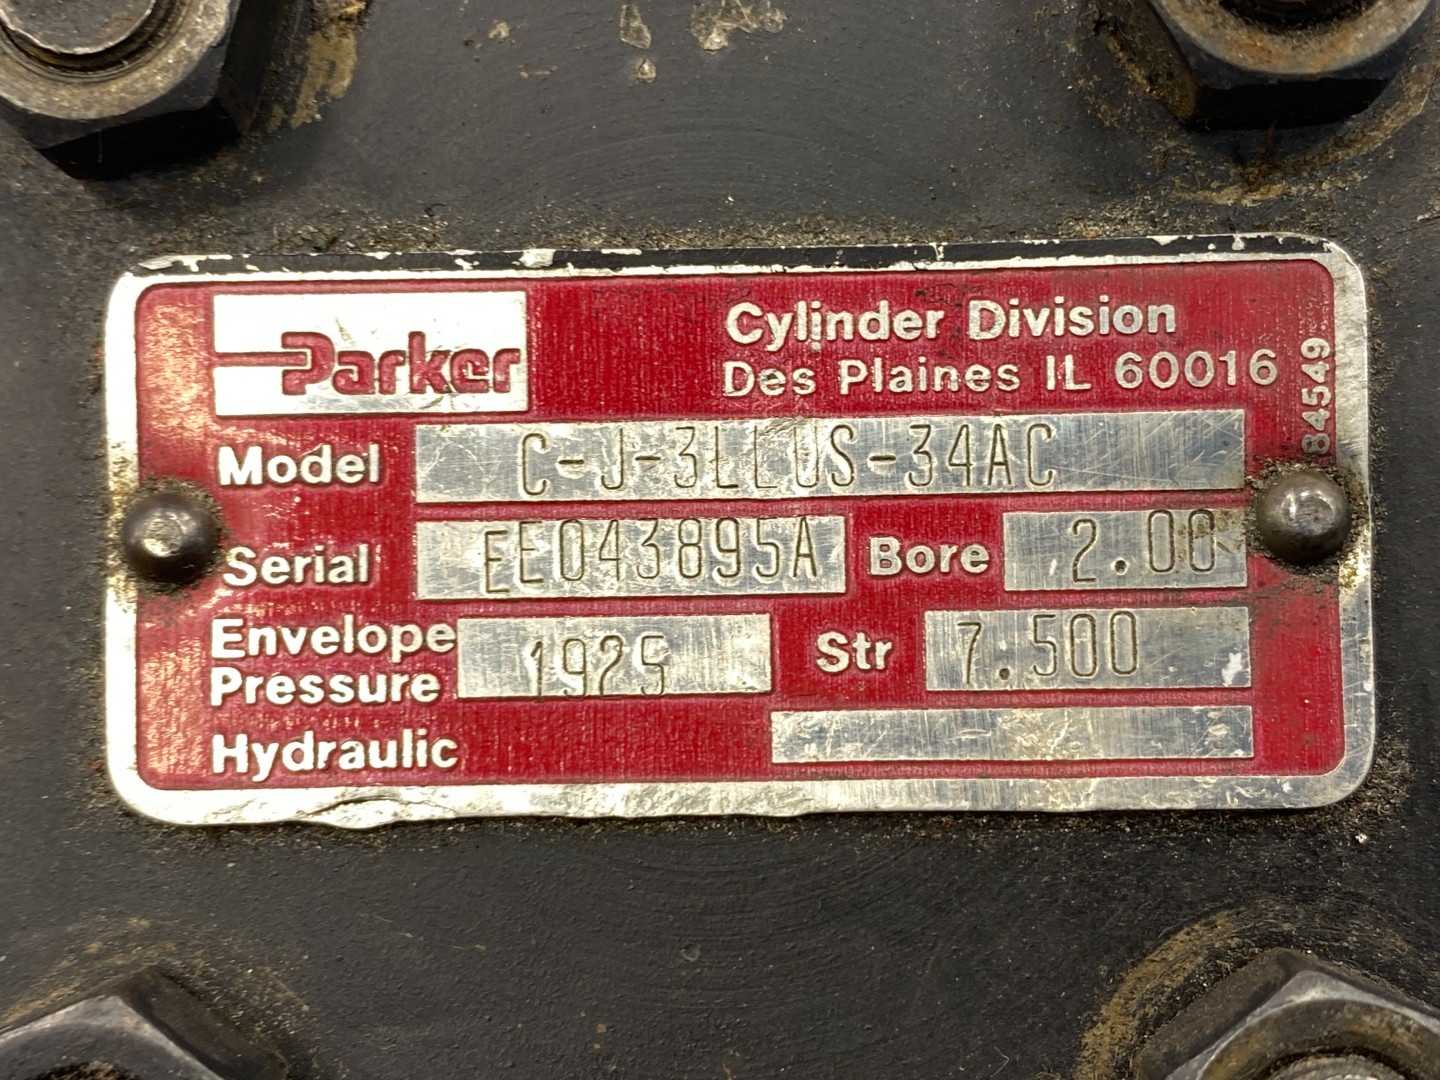 Parker
Cylinder Division
Des Plaines IL 60016
84549
Model C-J-3LLUS-34AC
Serial EE043895A Bore 2.00
Envelope Pressure 1925 Str 7.500
Hydraulic